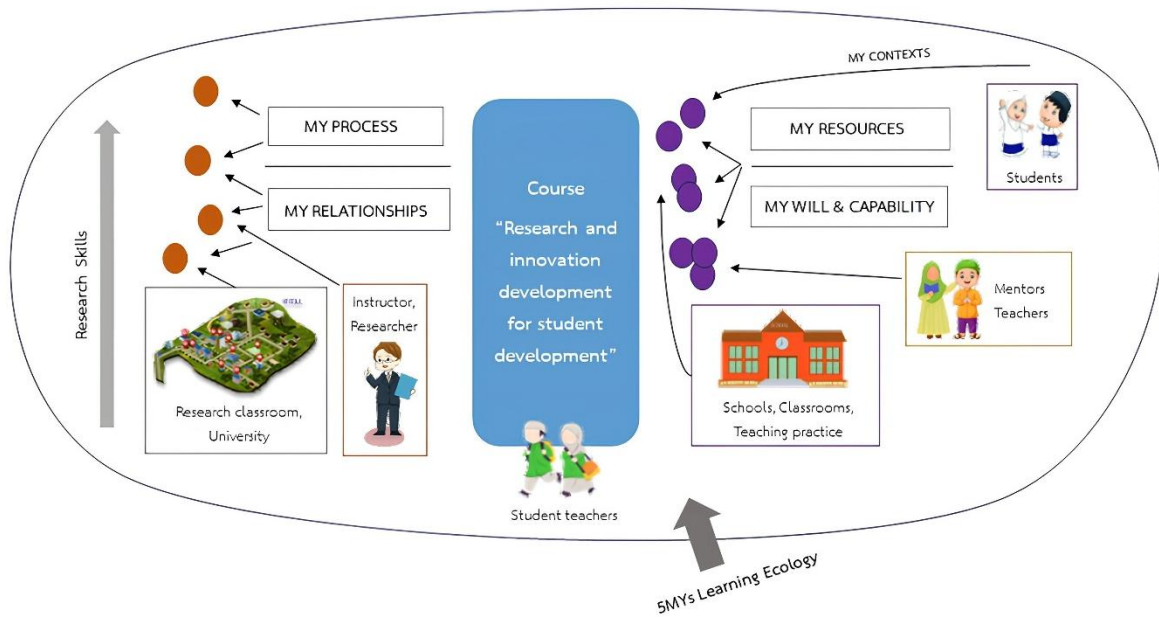 MY CONTEXTS
MY PROCESS
MY RELATIONSHIPS
Research Skills
Instructor,
Researcher
Research classroom,
University
Course
“Research and
innovation
development
for student
development”
Student teachers
MY RESOURCES
MY WILL & CAPABILITY
Students
Mentors
Teachers
SCHOOL
Schools, Classrooms,
Teaching practice
5MYs Learning Ecology